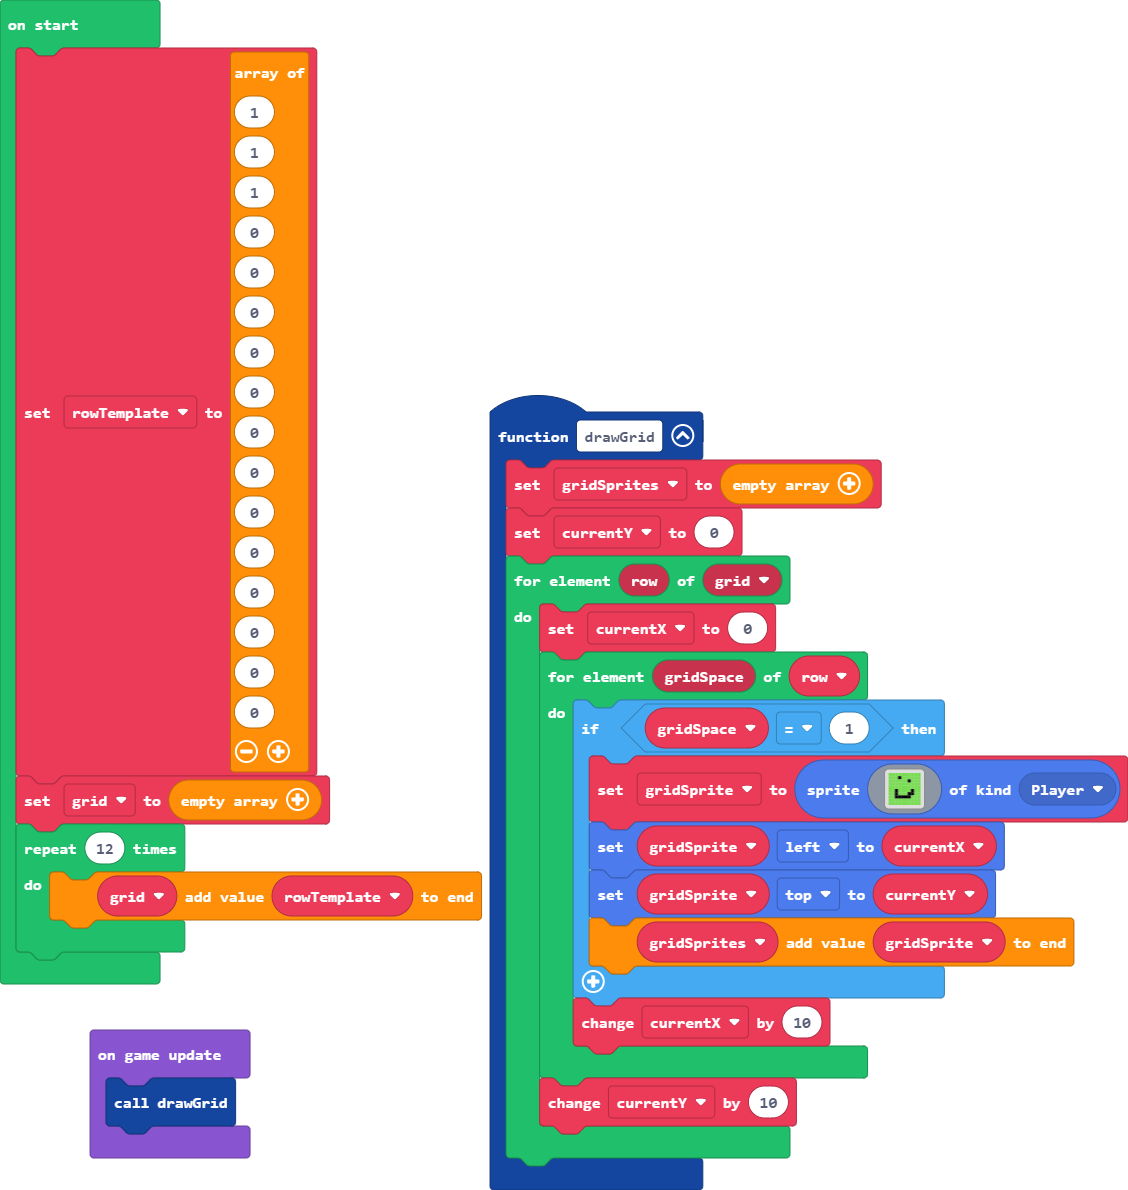 on start
array of
1
1
1
0
0
0
0
0
set rowTemplate to
0
0
0
0
0
0
0
0
set grid to empty array
repeat 12 times
do
grid add value rowTemplate to end
on game update
call drawGrid
function drawGrid
set gridSprites to empty array
set currentY to 0
for element row of grid
do
set currentX to 0
for element gridSpace of row
do
if gridSpace = 1 then
set gridSprite to sprite of kind Player
set gridSprite left to currentX
set gridSprite top to currentY
gridSprites add value gridSprite to end
change currentX by 10
change currentY by 10